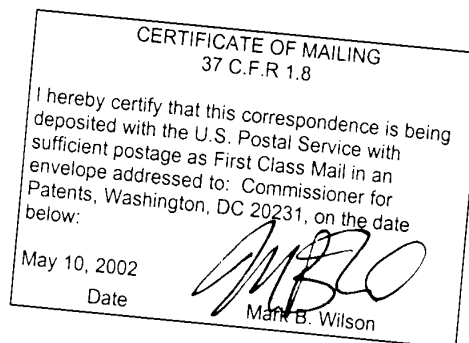 CERTIFICATE OF MAILING
37 C.F.R 1.8
I hereby certify that this correspondence is being
deposited with the U.S. Postal Service with
sufficient postage as First Class Mail in an
envelope addressed to: Commissioner for
Patents, Washington, DC 20231, on the date
below:
May 10, 2002
Date
Mark B. Wilson